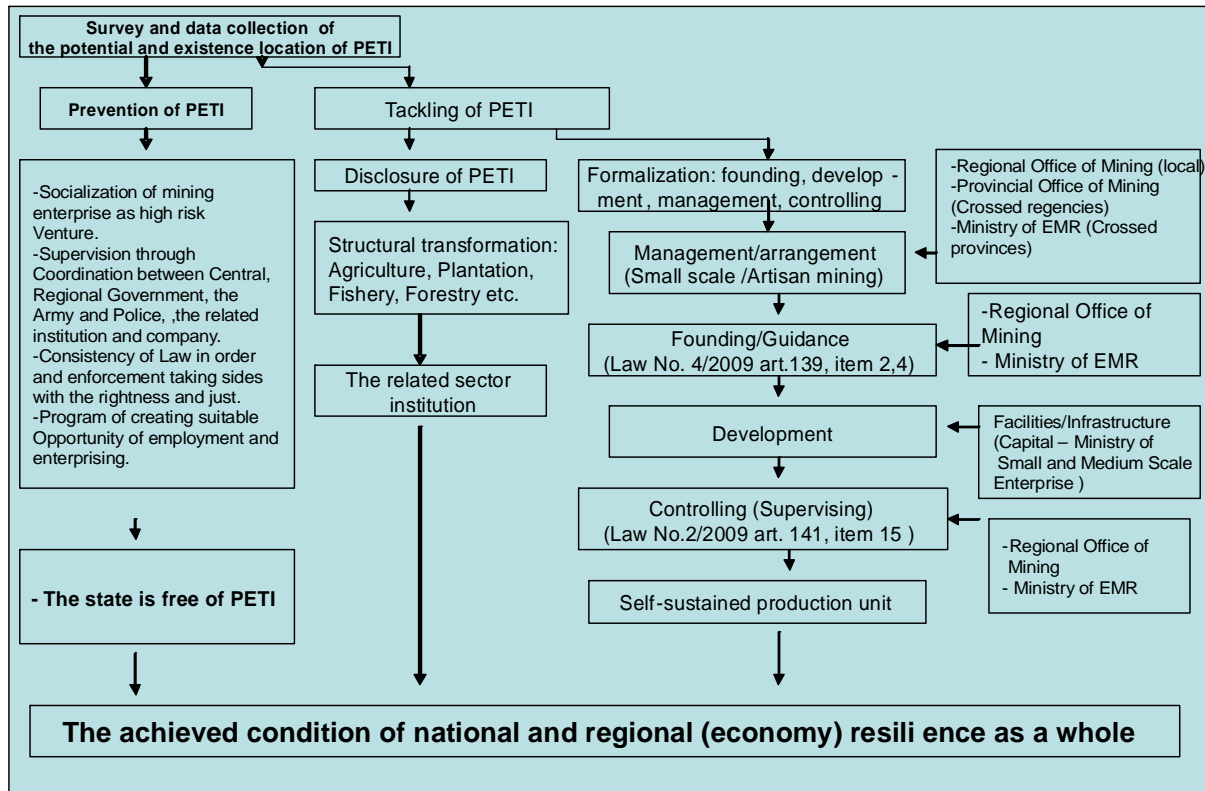 Survey and data collection of
the potential and existence location of PETI
Prevention of PETI
Tackling of PETI
-Socialization of mining
enterprise as high risk
Venture.
-Supervision through
Coordination between Central,
Regional Government, the
Army and Police, ,the related
institution and company.
-Consistency of Law in order
and enforcement taking sides
with the rightness and just.
-Program of creating suitable
Opportunity of employment and
enterprising.
- The state is free of PETI
Disclosure of PETI
Structural transformation:
Agriculture, Plantation,
Fishery, Forestry etc.
The related sector
institution
Formalization: founding, develop -
ment , management, controlling
Management/arrangement
(Small scale /Artisan mining)
Founding/Guidance
(Law No. 4/2009 art.139, item 2,4)
Development
Controlling (Supervising)
(Law No.2/2009 art. 141, item 15 )
Self-sustained production unit
-Regional Office of Mining (local)
-Provincial Office of Mining
(Crossed regencies)
-Ministry of EMR (Crossed
provinces)
-Regional Office of
Mining
- Ministry of EMR
Facilities/Infrastructure
(Capital – Ministry of
Small and Medium Scale
Enterprise )
-Regional Office of
Mining
- Ministry of EMR
The achieved condition of national and regional (economy) resili ence as a whole